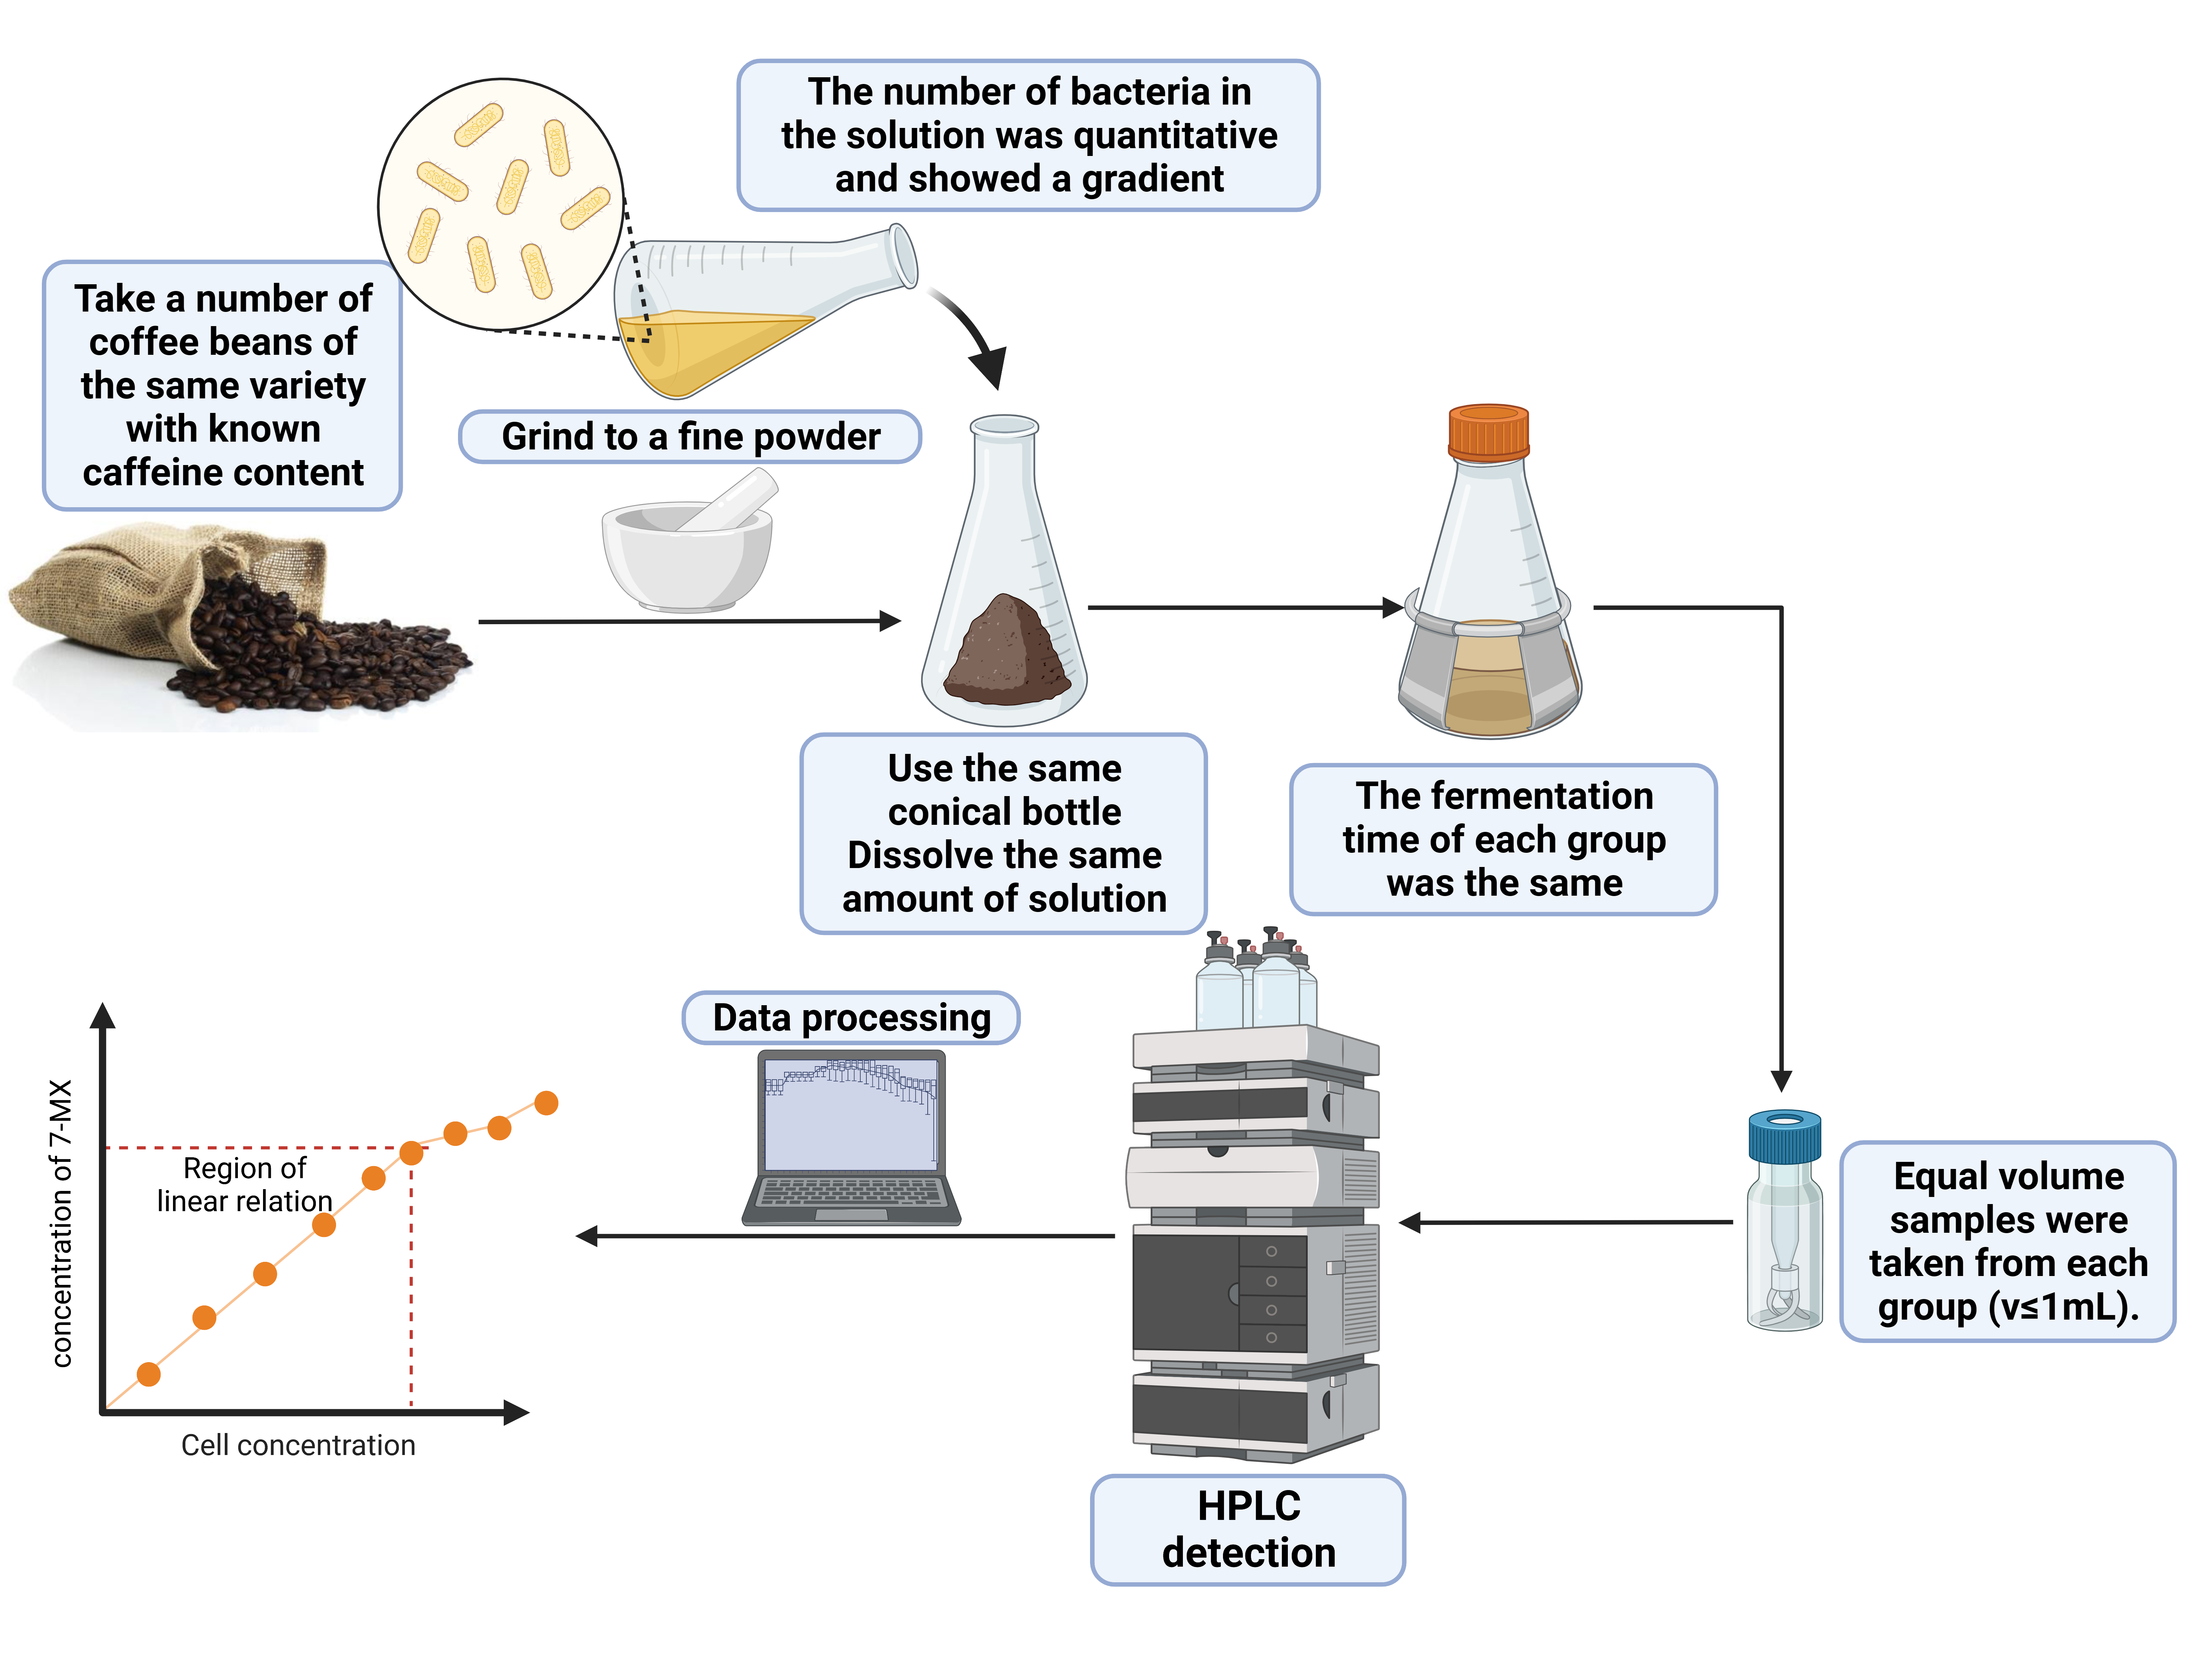 The number of bacteria in
the solution was quantitative
and showed a gradient
Take a number of
coffee beans of
the same variety
with known
caffeine content
Grind to a fine powder
Use the same
conical bottle
Dissolve the same
amount of solution
The fermentation
time of each group
was the same
Equal volume
samples were
taken from each
group (v≤1mL).
HPLC
detection
Data processing
concentration of 7-MX
Region of
linear relation
Cell concentration